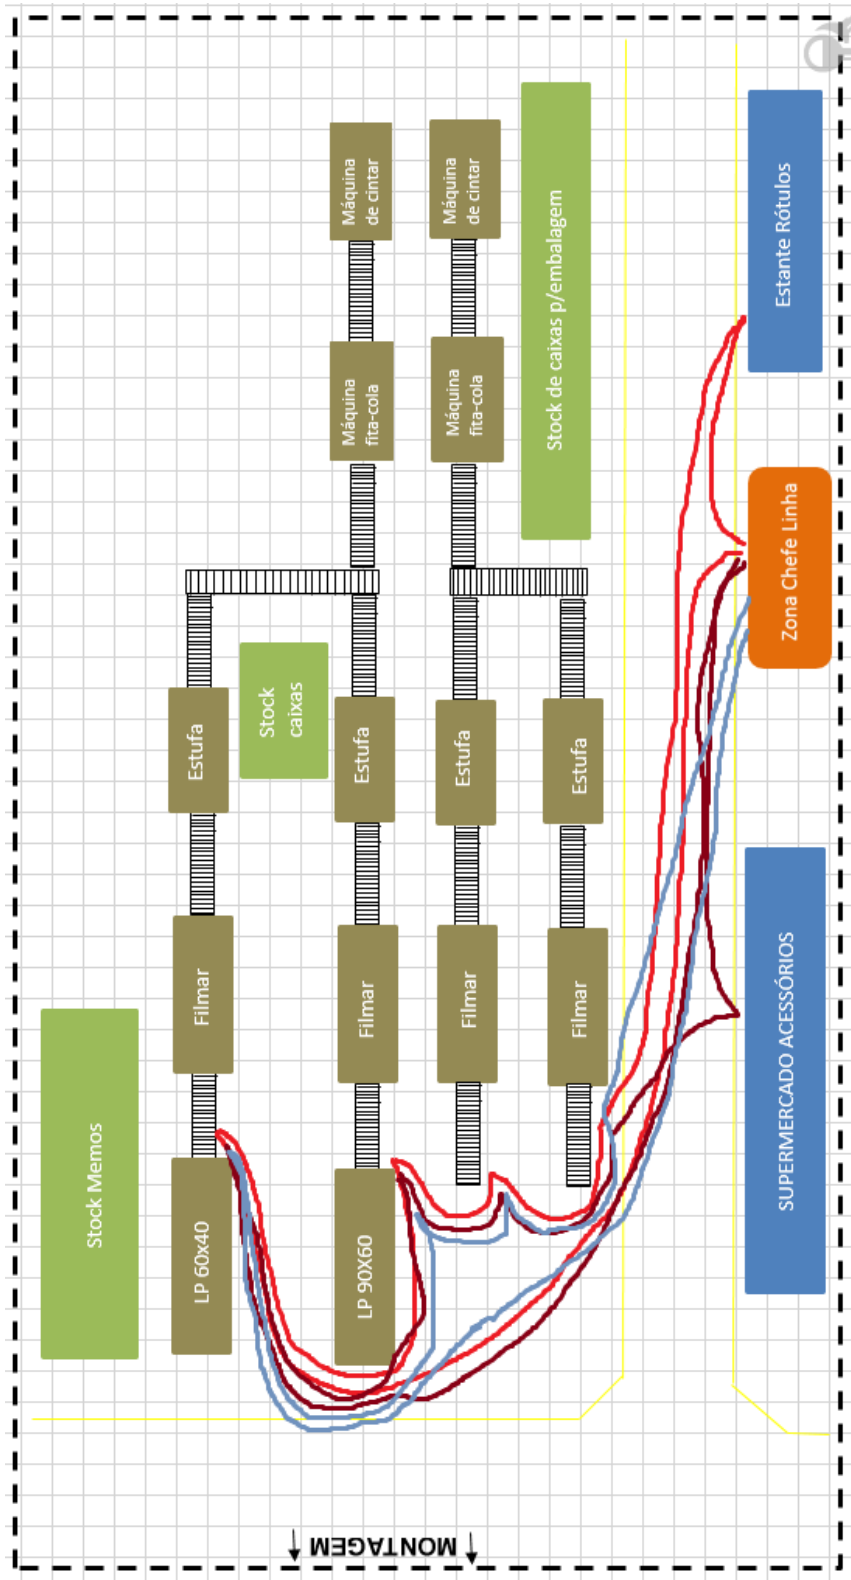 Máquina
de cintar
Máquina
de cintar
Estante Rótulos
Stock de caixas p/embalagem
Máquina
fita-cola
Máquina
fita-cola
Zona Chefe Linha
Stock
caixas
Estufa
Estufa
Estufa
Estufa
Filmar
Filmar
Filmar
Filmar
SUPERMERCADO ACESSÓRIOS
Stock Memos
LP 60x40
LP 90X60
MONTAGEM